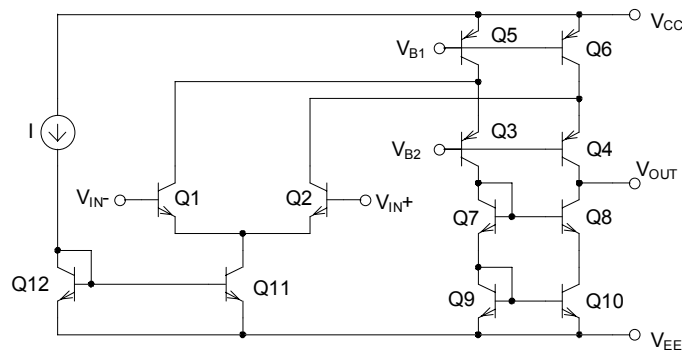 V_CC
Q5
V_B1
Q6
I
Q3
V_B2
Q4
V_OUT
V_IN-
Q1
Q2
V_IN+
Q7
Q8
Q12
Q11
Q9
Q10
V_EE